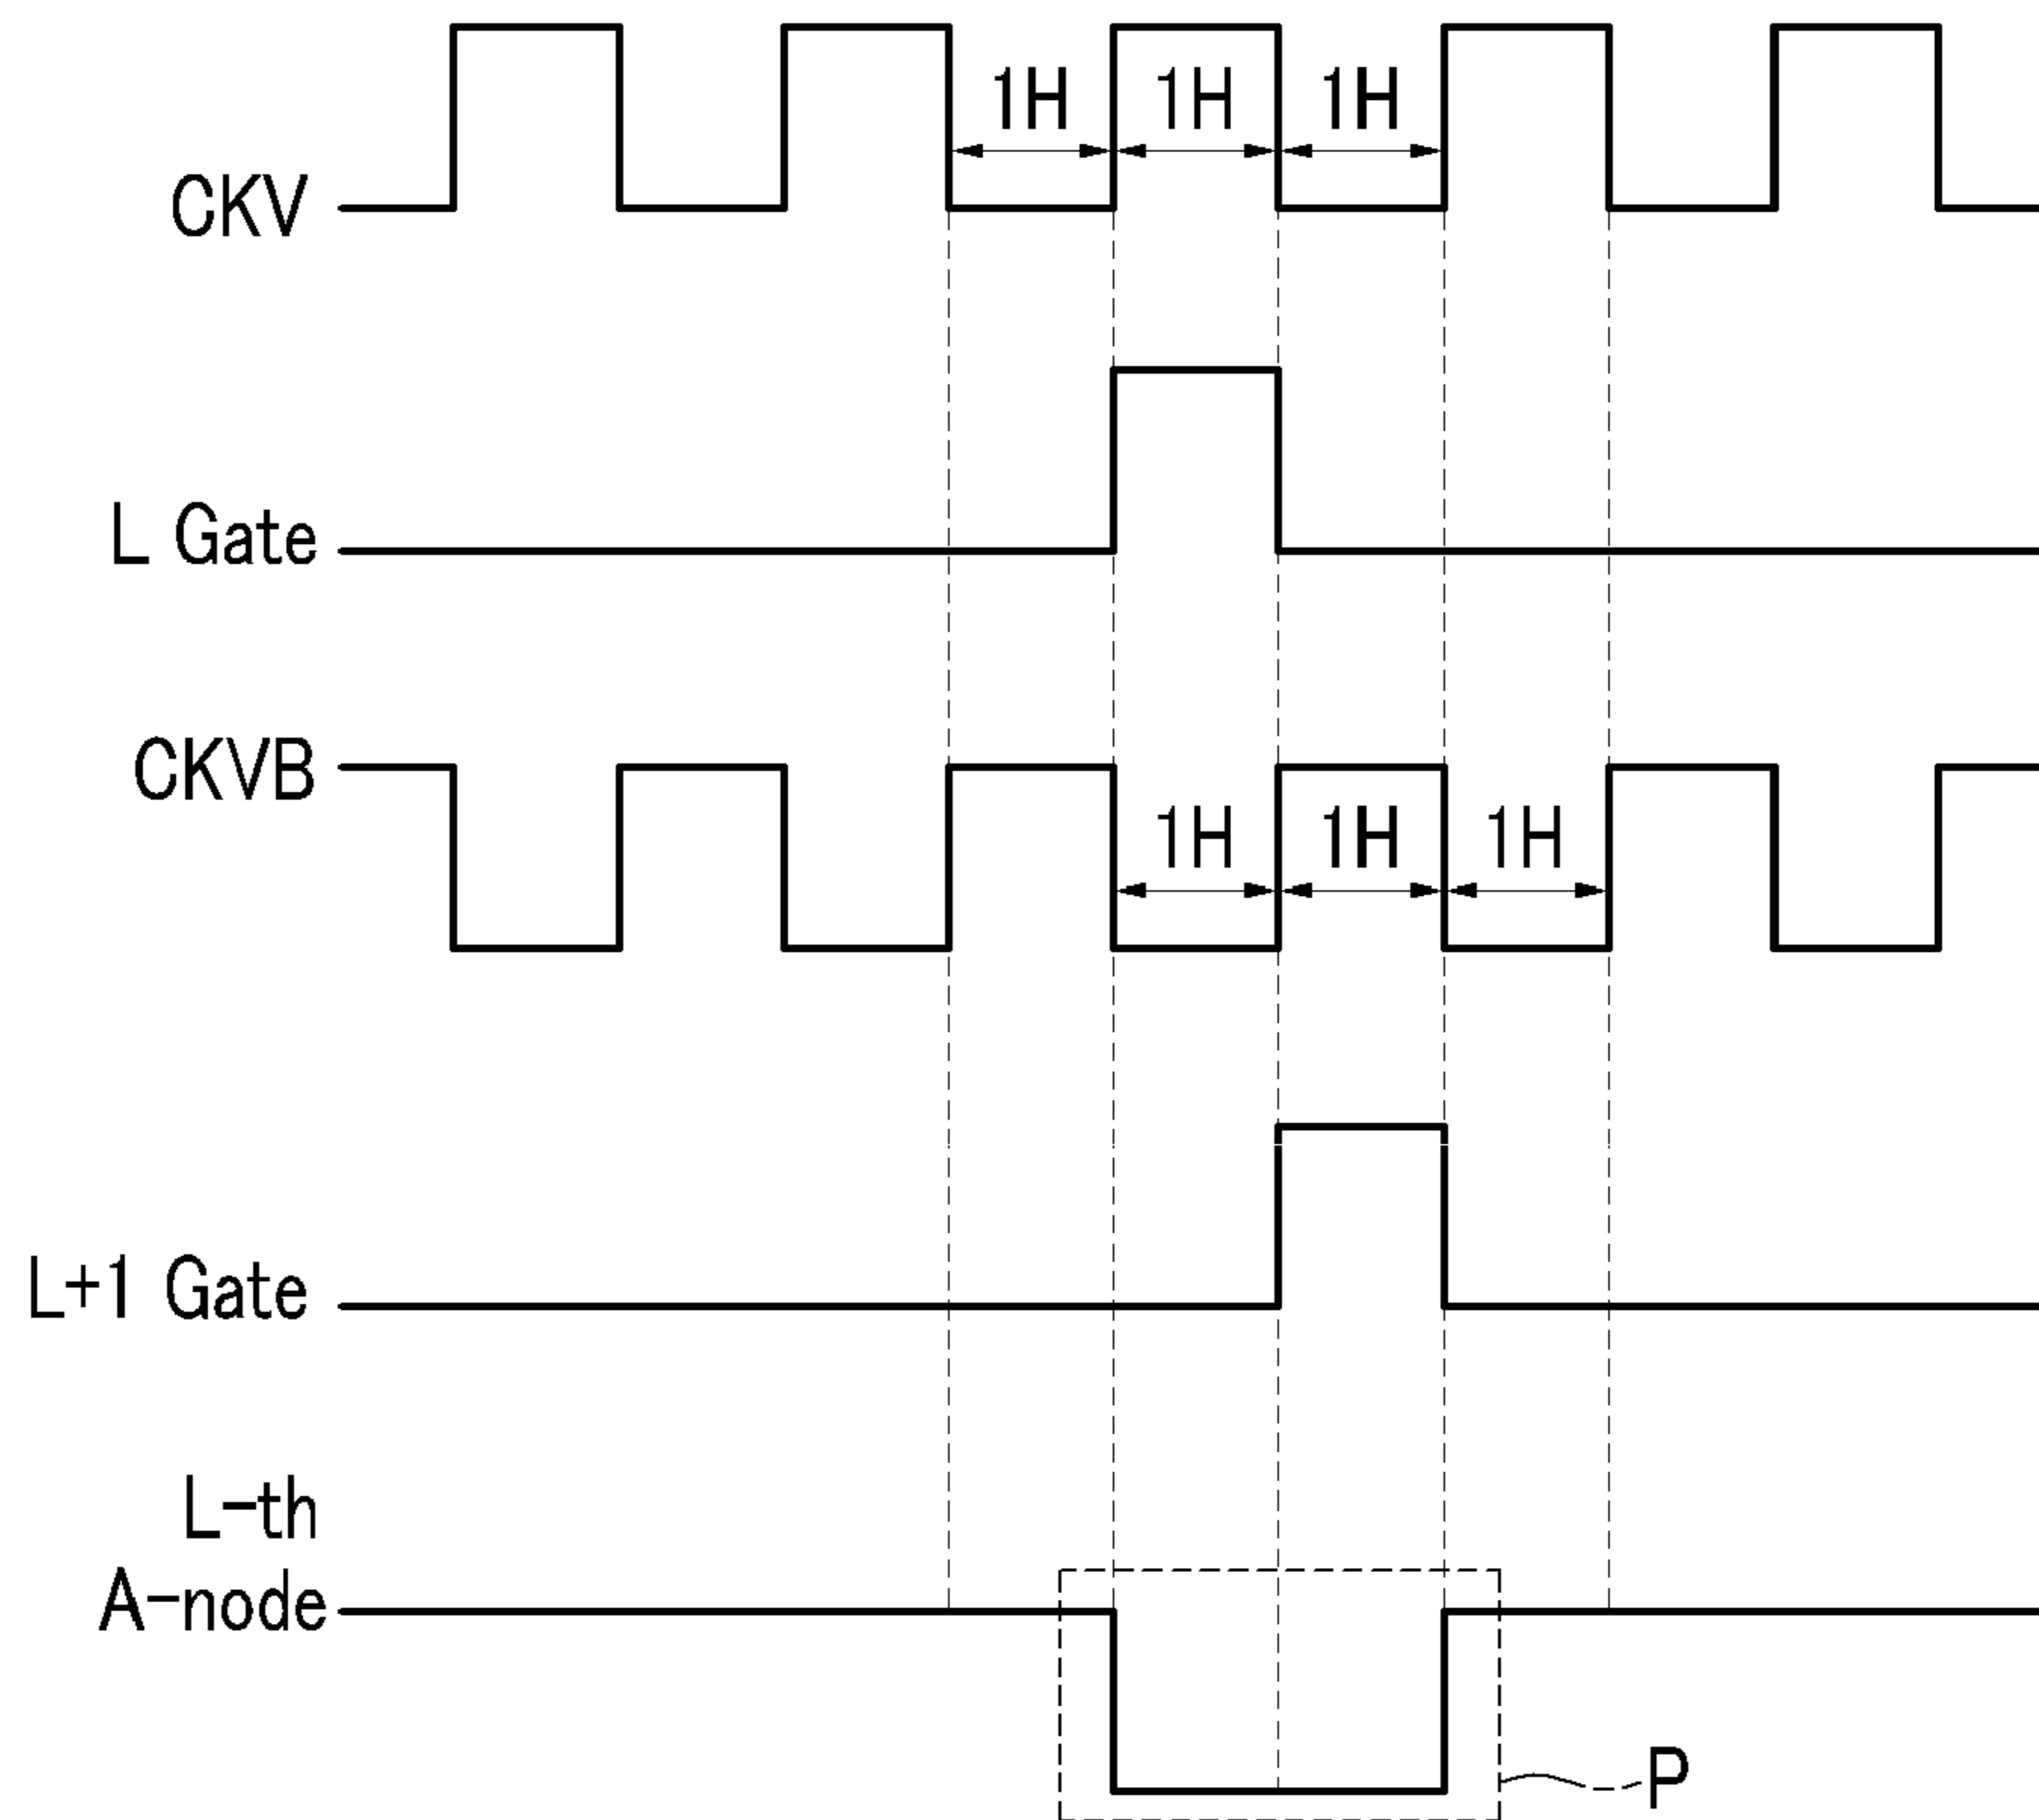 1H 1H 1H
CKV
L Gate
CKVB
1H 1H 1H
L+1 Gate
L-th
A-node
P